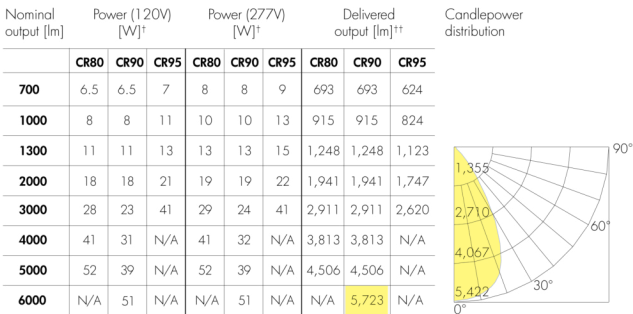 Nominal output [lm] Power (120V) [W]† Power (277V) [W]† Delivered output [lm]†† Candlepower distribution
CR80 CR90 CR95 CR80 CR90 CR95 CR80 CR90 CR95
700 6.5 6.5 7 8 8 9 693 693 624
1000 8 8 11 10 10 13 915 915 824
1300 11 11 13 13 13 15 1,248 1,248 1,123
2000 18 18 21 19 19 22 1,941 1,941 1,747
3000 28 23 41 29 24 41 2,911 2,911 2,620
4000 41 31 N/A 41 32 N/A 3,813 3,813 N/A
5000 52 39 N/A 52 39 N/A 4,506 4,506 N/A
6000 N/A 51 N/A N/A 51 N/A N/A 5,723 N/A
90°
1,355
2,710
60°
4,067
30°
5,422
0°